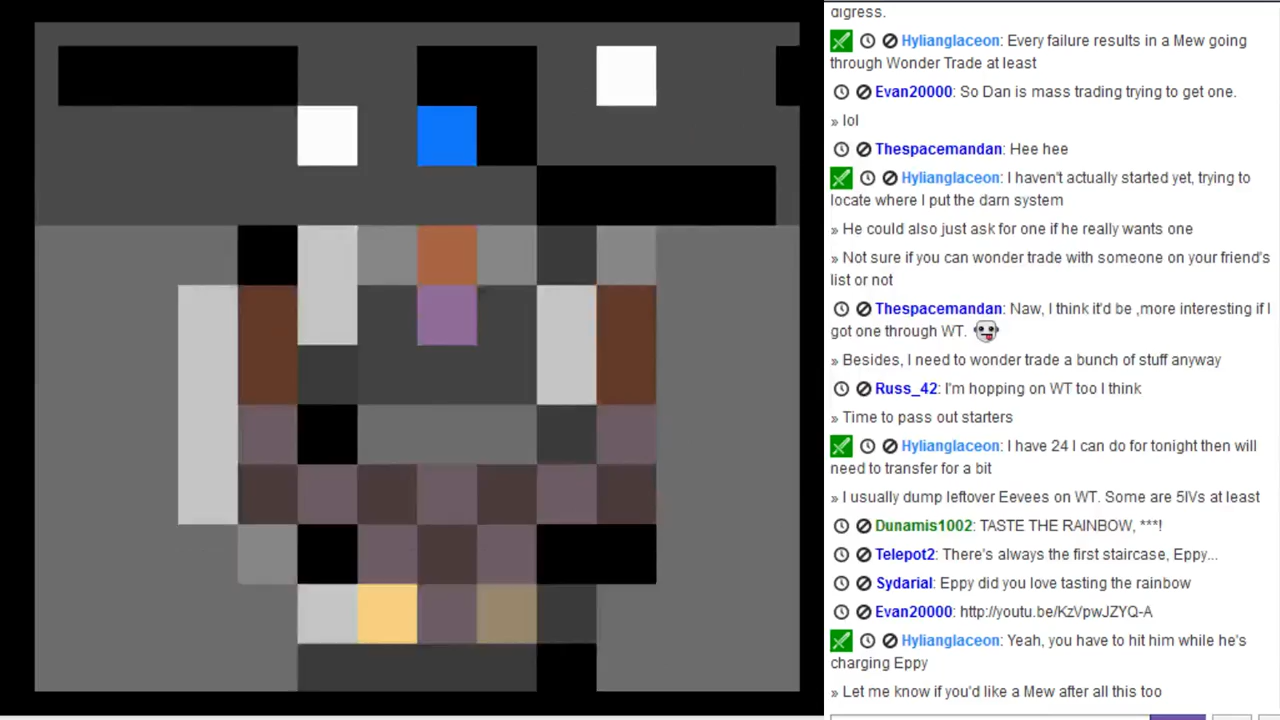 digress.
Hylianglaceon: Every failure results in a Mew going
through Wonder Trade at least
Evan20000: So Dan is mass trading trying to get one.
» lol
Thespacemandan: Hee hee
Hylianglaceon: I haven't actually started yet, trying to
locate where I put the darn system
» He could also just ask for one if he really wants one
» Not sure if you can wonder trade with someone on your friend's
list or not
Thespacemandan: Naw, I think it'd be ,more interesting if I
got one through WT.
» Besides, I need to wonder trade a bunch of stuff anyway
Russ_42: I'm hopping on WT too I think
» Time to pass out starters
Hylianglaceon: I have 24 I can do for tonight then will
need to transfer for a bit
» I usually dump leftover Eevees on WT. Some are 5IVs at least
Dunamis1002: TASTE THE RAINBOW, ***!
Telepot2: There's always the first staircase, Eppy...
Sydarial: Eppy did you love tasting the rainbow
Evan20000: http://youtu.be/KzVpwJZYQ-A
Hylianglaceon: Yeah, you have to hit him while he's
charging Eppy
» Let me know if you'd like a Mew after all this too